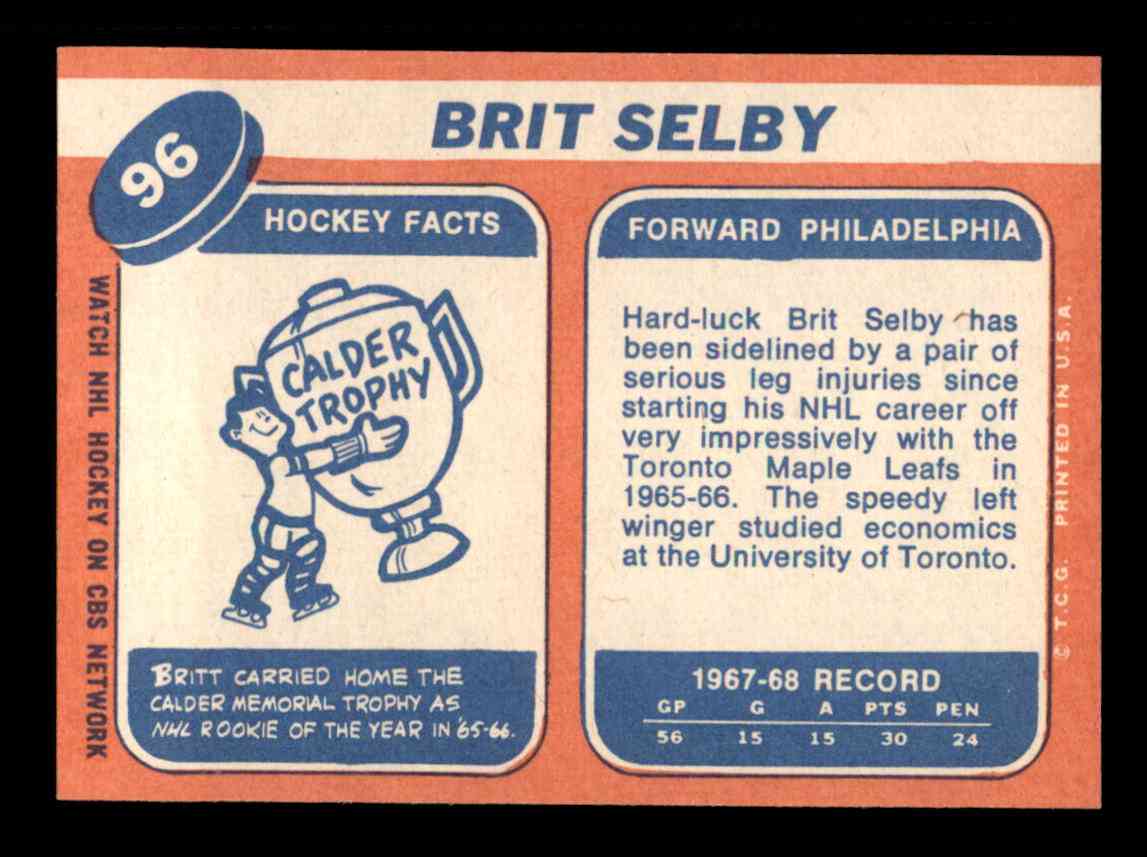 96
BRIT SELBY
HOCKEY FACTS
CALDER
TROPHY
BRITT CARRIED HOME THE
CALDER MEMORIAL TROPHY AS
NHL ROOKIE OF THE YEAR IN '65-66.
WATCH NHL HOCKEY ON CBS NETWORK
FORWARD PHILADELPHIA
Hard-luck Brit Selby has
been sidelined by a pair of
serious leg injuries since
starting his NHL career off
very impressively with the
Toronto Maple Leafs in
1965-66. The speedy left
winger studied economics
at the University of Toronto.
1967-68 RECORD
GP G A PTS PEN
56 15 15 30 24
© T.C.G. PRINTED IN U.S.A.